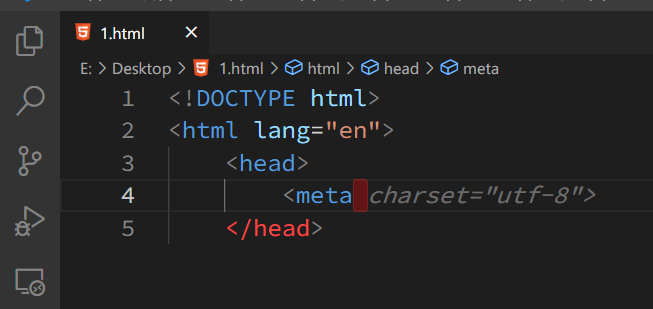 1.html ×
E: > Desktop > 1.html > html > head > meta
1 <!DOCTYPE html>
2 <html lang="en">
3 <head>
4 <meta charset="utf-8">
5 </head>